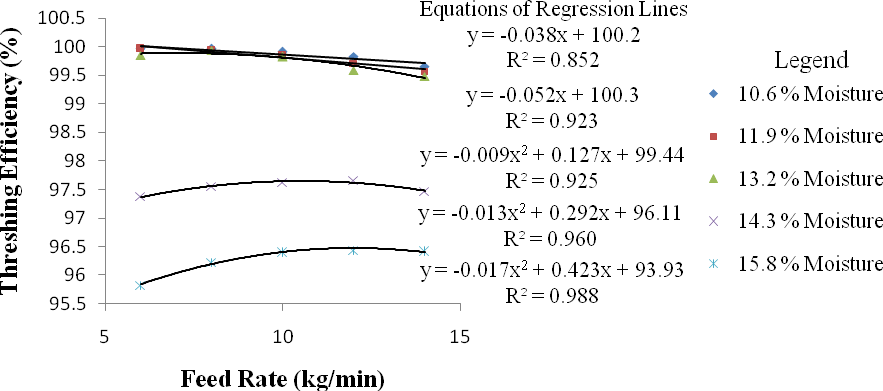 Equations of Regression Lines
y = -0.038x + 100.2
R² = 0.852
y = -0.052x + 100.3
R² = 0.923
y = -0.009x² + 0.127x + 99.44
R² = 0.925
y = -0.013x² + 0.292x + 96.11
R² = 0.960
y = -0.017x² + 0.423x + 93.93
R² = 0.988
Legend
10.6 % Moisture
11.9 % Moisture
13.2 % Moisture
14.3 % Moisture
15.8 % Moisture
Threshing Efficiency (%)
100.5
100
99.5
99
98.5
98
97.5
97
96.5
96
95.5
5
10
15
Feed Rate (kg/min)